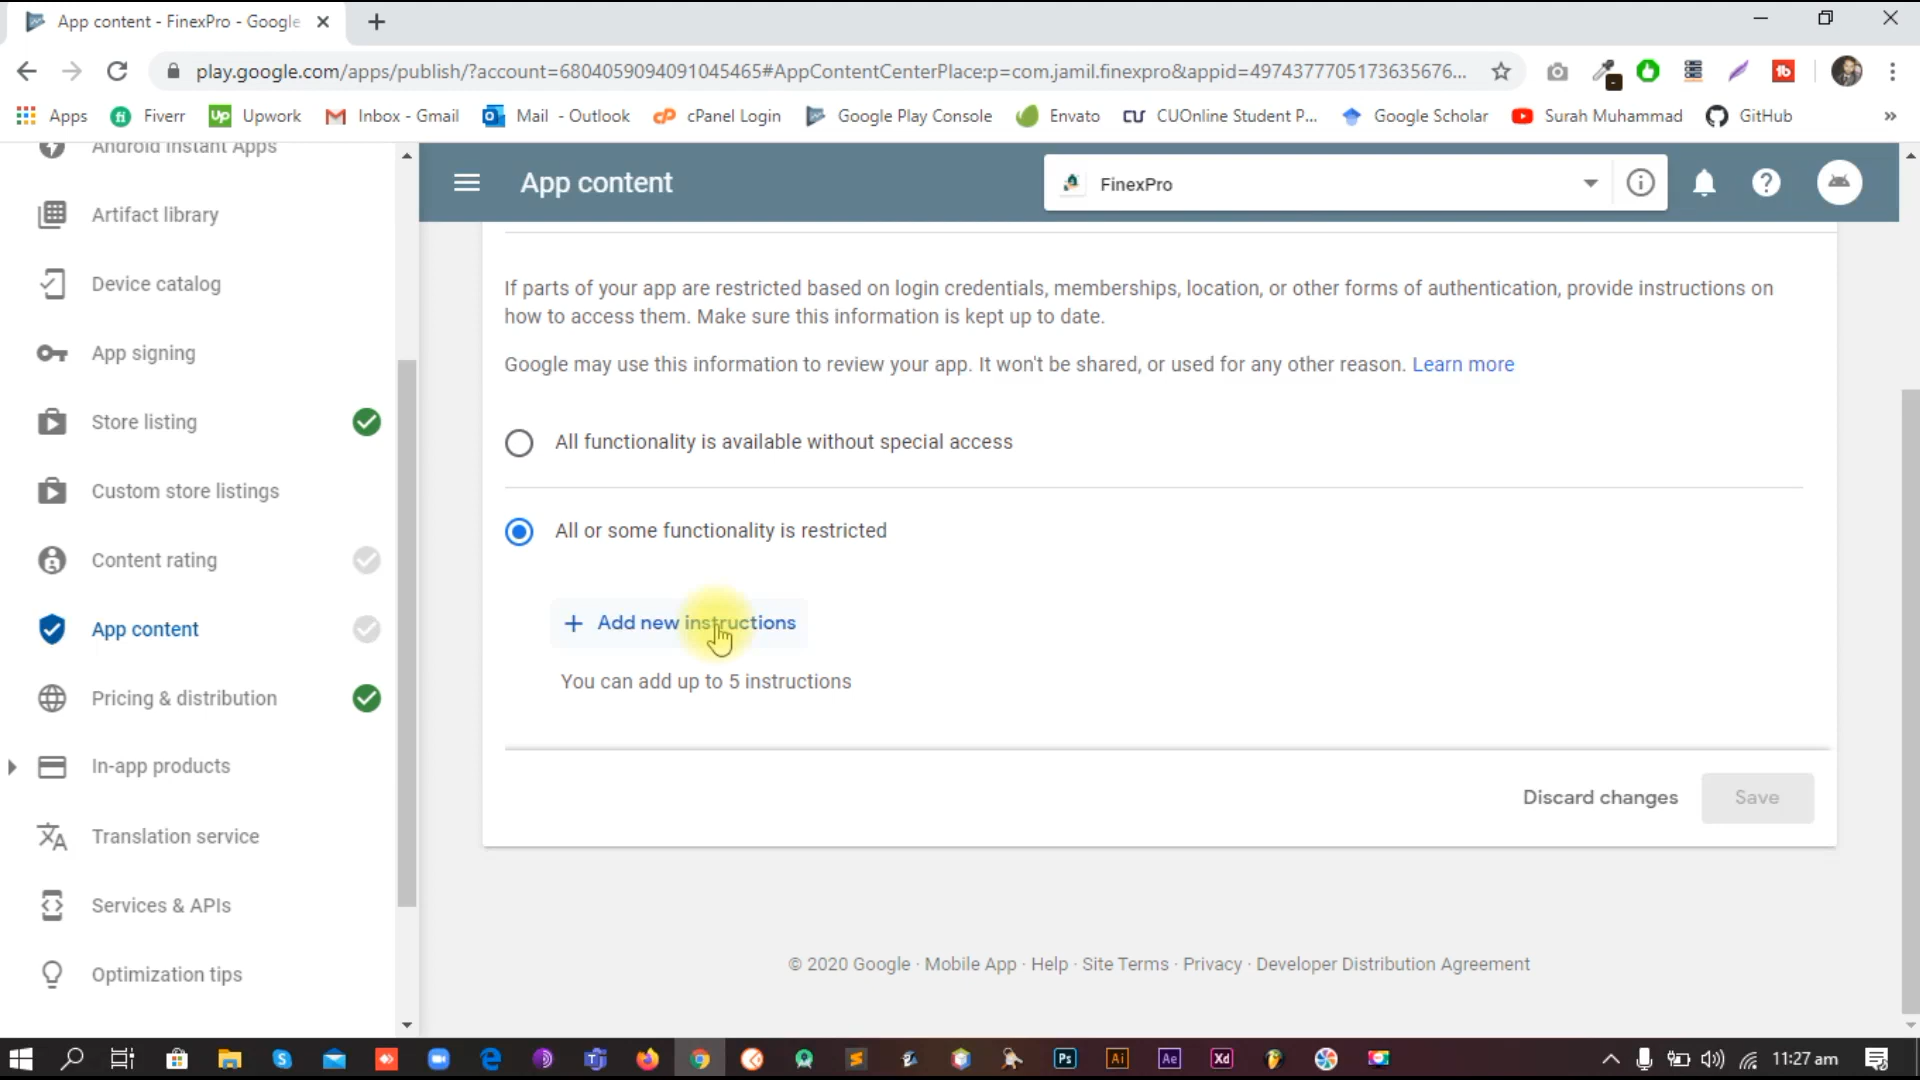 App content - FinexPro - Google
play.google.com/apps/publish/?account=6804059094091045465#AppContentCenterPlace:p=com.jamil.finexpro&appid=4974377705173635676...
Apps
Fiverr
Up Upwork
Inbox - Gmail
Mail - Outlook
cP cPanel Login
Google Play Console
Envato
CU CUOnline Student P...
Google Scholar
Surah Muhammad
GitHub
»
Android Instant Apps
Artifact library
Device catalog
App signing
Store listing
Custom store listings
Content rating
App content
Pricing & distribution
In-app products
Translation service
Services & APIs
Optimization tips
App content
FinexPro
If parts of your app are restricted based on login credentials, memberships, location, or other forms of authentication, provide instructions on
how to access them. Make sure this information is kept up to date.
Google may use this information to review your app. It won't be shared, or used for any other reason. Learn more
All functionality is available without special access
All or some functionality is restricted
+ Add new instructions
You can add up to 5 instructions
Discard changes
Save
© 2020 Google · Mobile App · Help · Site Terms · Privacy · Developer Distribution Agreement
Ps
Ai
Ae
Xd
11:27 am